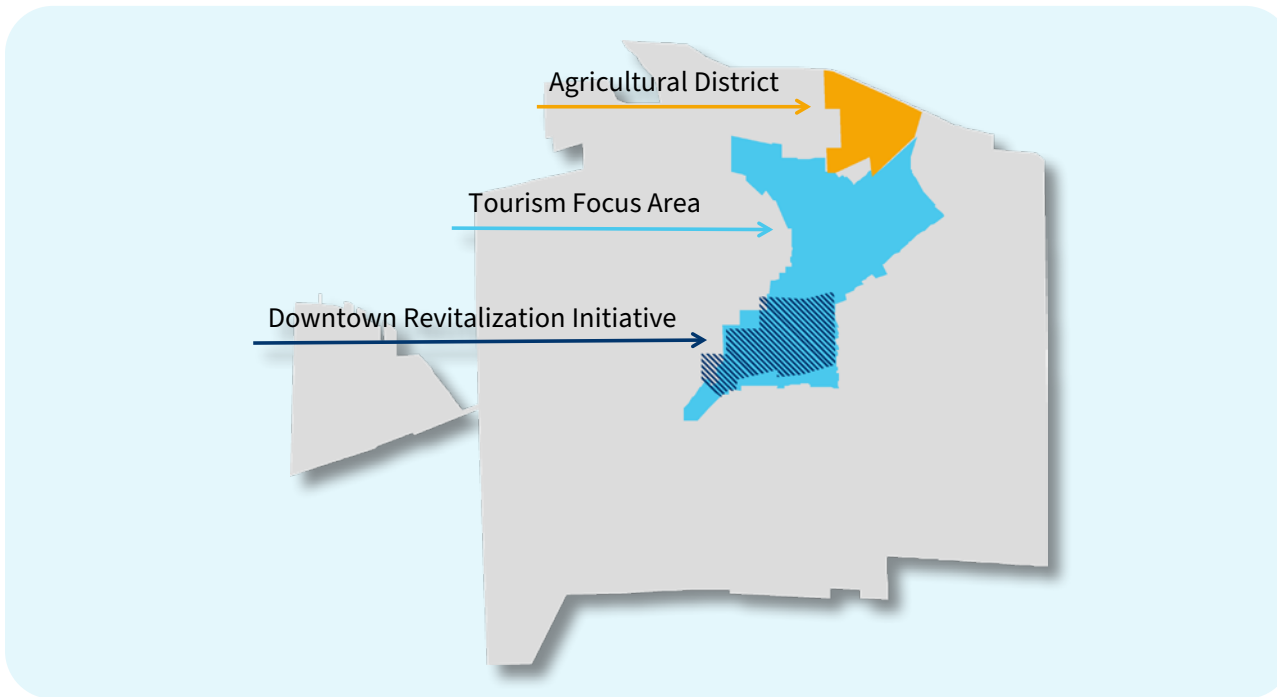 Agricultural District
Tourism Focus Area
Downtown Revitalization Initiative